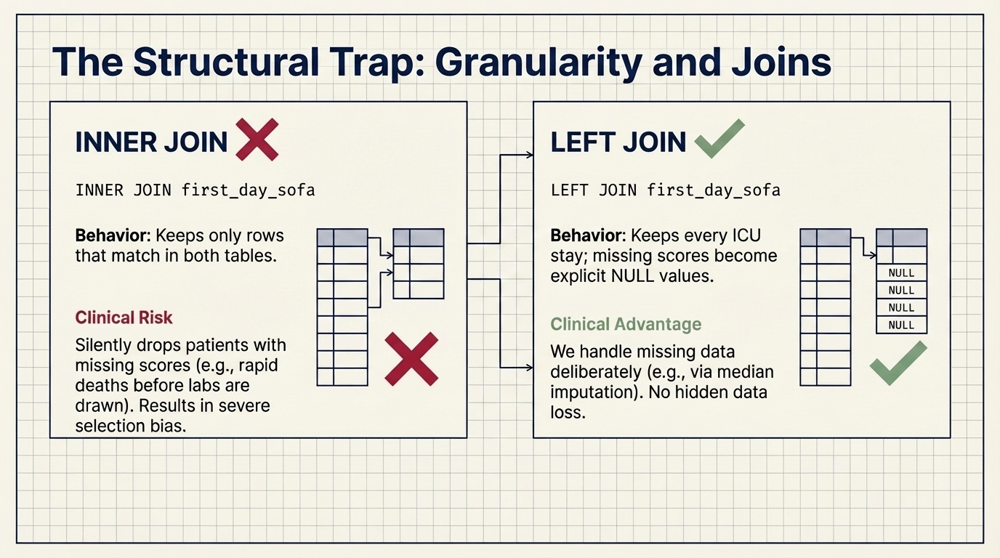 The Structural Trap: Granularity and Joins
INNER JOIN
INNER JOIN first_day_sofa
Behavior: Keeps only rows
that match in both tables.
Clinical Risk
Silently drops patients with
missing scores (e.g., rapid
deaths before labs are
drawn). Results in severe
selection bias.
LEFT JOIN
LEFT JOIN first_day_sofa
Behavior: Keeps every ICU
stay; missing scores become
explicit NULL values.
NULL
NULL
NULL
NULL
Clinical Advantage
We handle missing data
deliberately (e.g., via median
imputation). No hidden data
loss.